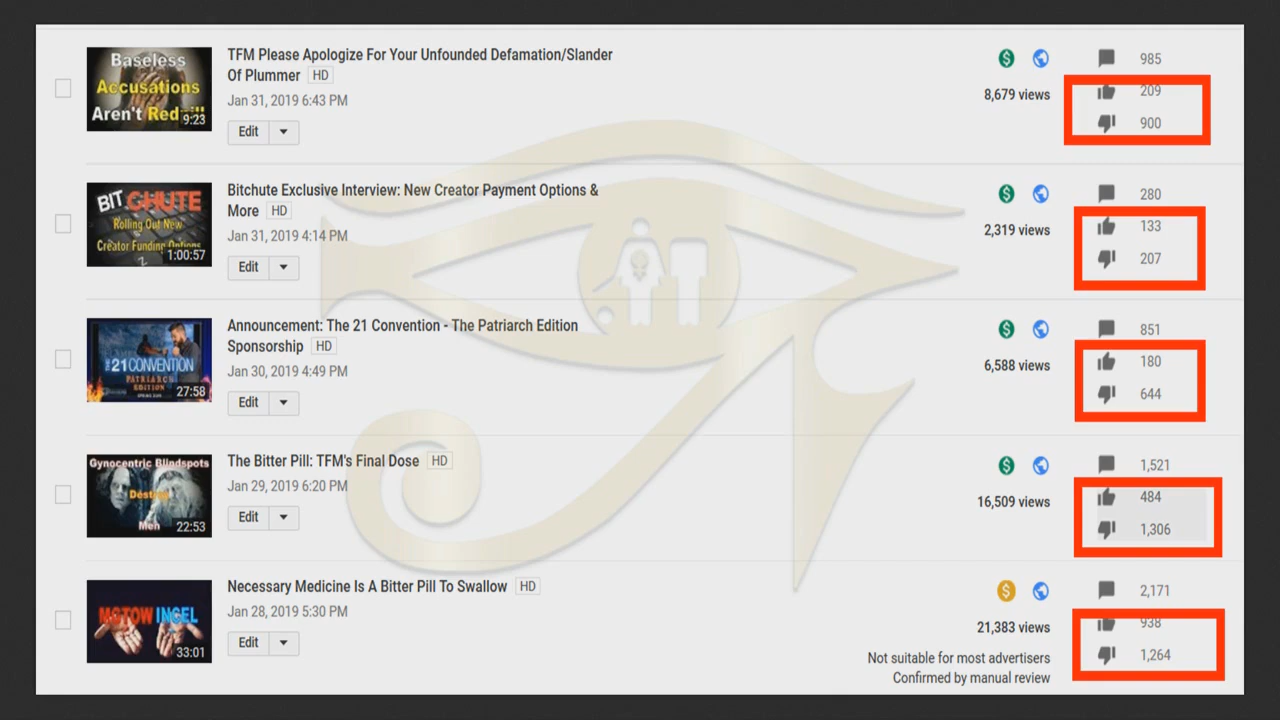 Baseless
Accusations
Aren't Redpill
9:23
TFM Please Apologize For Your Unfounded Defamation/Slander
Of Plummer HD
Jan 31, 2019 6:43 PM
Edit
8,679 views
985
209
900
BIT CHUTE
Rolling Out New
Creator Funding Options
1:00:57
Bitchute Exclusive Interview: New Creator Payment Options &
More HD
Jan 31, 2019 4:14 PM
Edit
2,319 views
280
133
207
THE 21 CONVENTION
PATRIARCH
EDITION
27:58
Announcement: The 21 Convention - The Patriarch Edition
Sponsorship HD
Jan 30, 2019 4:49 PM
Edit
6,588 views
851
180
644
Gynocentric Blindspots
Destroy
Men
22:53
The Bitter Pill: TFM's Final Dose HD
Jan 29, 2019 6:20 PM
Edit
16,509 views
1,521
484
1,306
MGTOW INCEL
33:01
Necessary Medicine Is A Bitter Pill To Swallow HD
Jan 28, 2019 5:30 PM
Edit
21,383 views
Not suitable for most advertisers
Confirmed by manual review
2,171
938
1,264